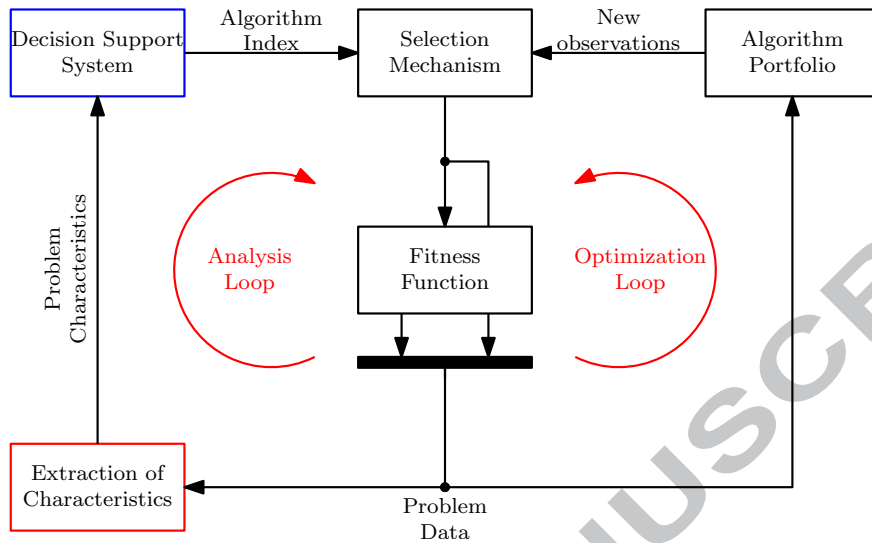 Decision Support
System
Algorithm
Index
Selection
Mechanism
New
observations
Algorithm
Portfolio
Problem
Characteristics
Analysis
Loop
Fitness
Function
Optimization
Loop
Extraction of
Characteristics
Problem
Data